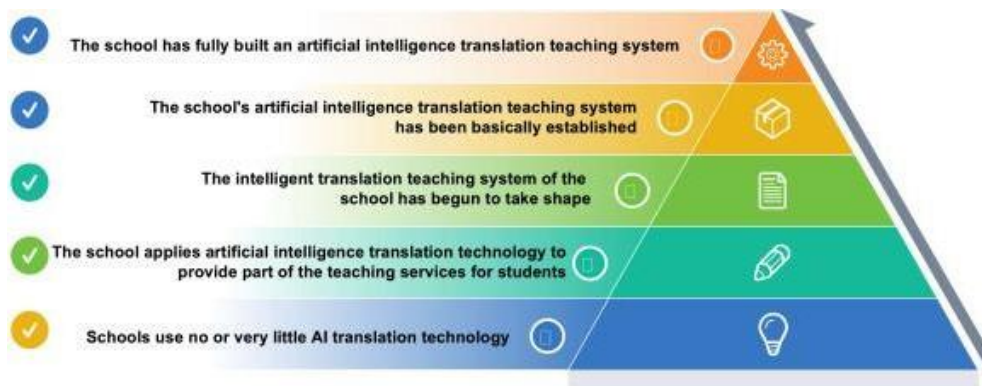 The school has fully built an artificial intelligence translation teaching system
The school's artificial intelligence translation teaching system
has been basically established
The intelligent translation teaching system of the
school has begun to take shape
The school applies artificial intelligence translation technology to
provide part of the teaching services for students
Schools use no or very little AI translation technology